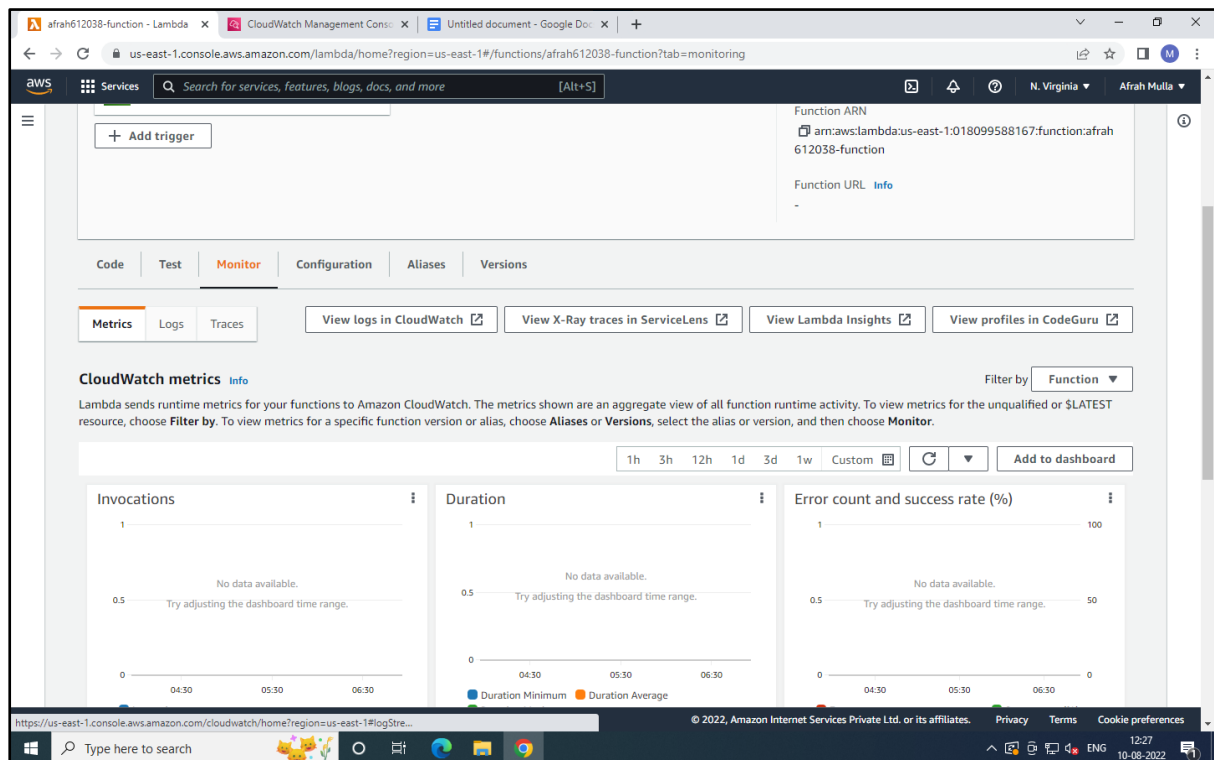 afrah612038-function - Lambda
CloudWatch Management Conso
Untitled document - Google Doc
us-east-1.console.aws.amazon.com/lambda/home?region=us-east-1#/functions/afrah612038-function?tab=monitoring
M
aws
Services
Search for services, features, blogs, docs, and more
[Alt+S]
N. Virginia
Afrah Mulla
Add trigger
Function ARN
arn:aws:lambda:us-east-1:018099588167:function:afrah
612038-function
Function URL Info
-
Code
Test
Monitor
Configuration
Aliases
Versions
Metrics
Logs
Traces
View logs in CloudWatch
View X-Ray traces in ServiceLens
View Lambda Insights
View profiles in CodeGuru
CloudWatch metrics Info
Filter by Function
Lambda sends runtime metrics for your functions to Amazon CloudWatch. The metrics shown are an aggregate view of all function runtime activity. To view metrics for the unqualified or $LATEST
resource, choose Filter by. To view metrics for a specific function version or alias, choose Aliases or Versions, select the alias or version, and then choose Monitor.
1h 3h 12h 1d 3d 1w Custom
Add to dashboard
Invocations
1
No data available.
0.5
Try adjusting the dashboard time range.
0
04:30 05:30 06:30
Duration
1
No data available.
0.5
Try adjusting the dashboard time range.
0
04:30 05:30 06:30
Duration Minimum Duration Average
Error count and success rate (%)
1 100
No data available.
0.5 50
Try adjusting the dashboard time range.
0 0
04:30 05:30 06:30
https://us-east-1.console.aws.amazon.com/cloudwatch/home?region=us-east-1#logStre...
© 2022, Amazon Internet Services Private Ltd. or its affiliates.
Privacy
Terms
Cookie preferences
Type here to search
ENG
12:27
10-08-2022
1